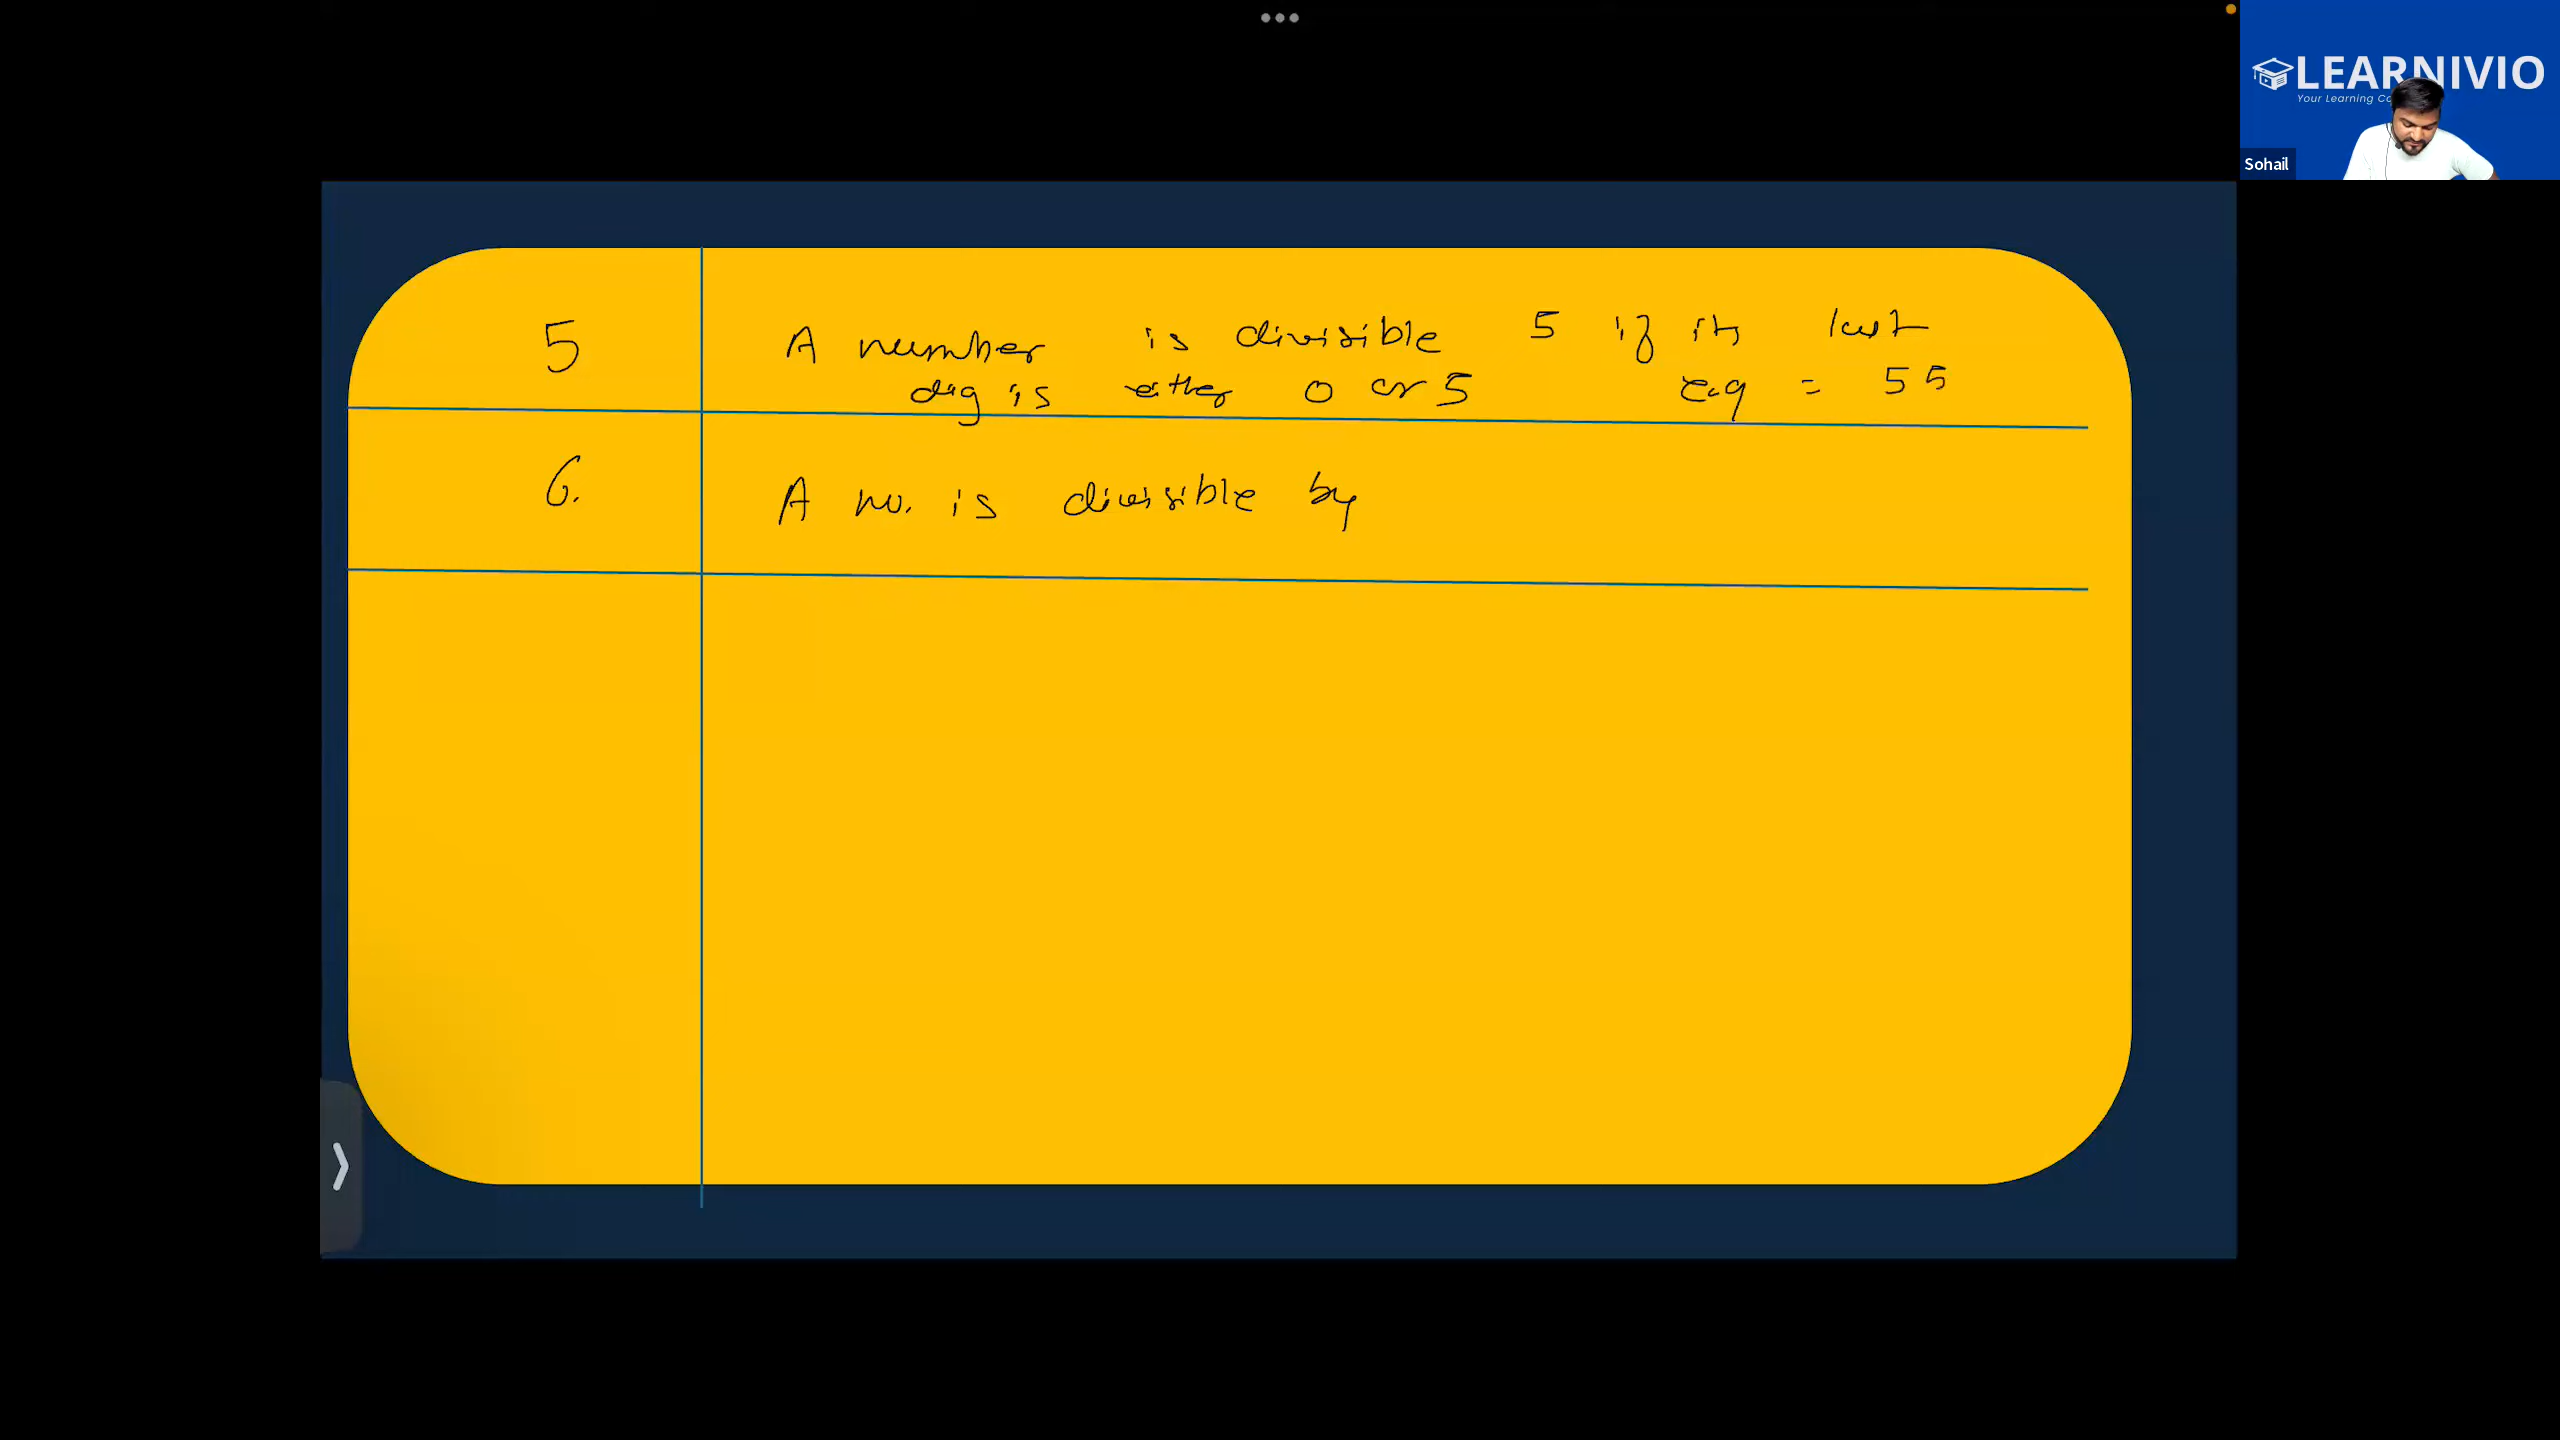 LEARNIVIO
Your Learning
Sohail
5
A number is divisible 5 if its last
dig is either 0 or 5 e.g = 55
6.
A no. is divisible by